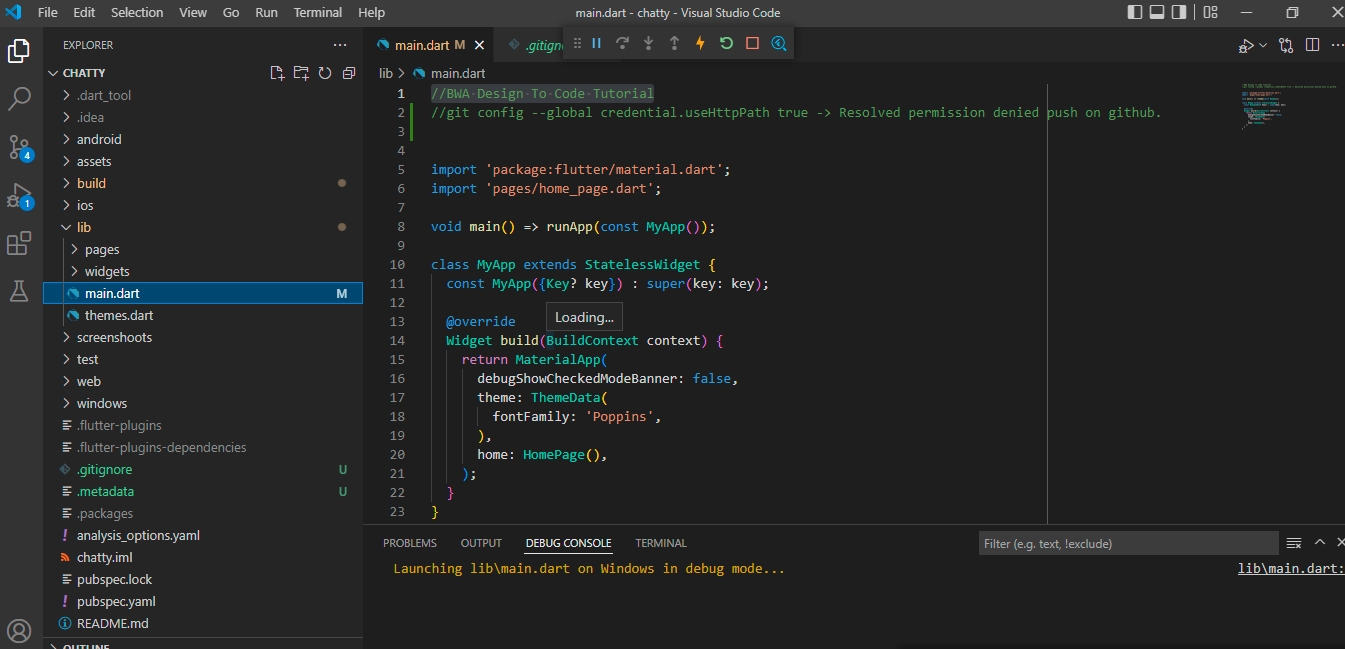 File Edit Selection View Go Run Terminal Help
main.dart - chatty - Visual Studio Code
EXPLORER
CHATTY
.dart_tool
.idea
android
assets
build
ios
lib
pages
widgets
main.dart M
themes.dart
screenshoots
test
web
windows
.flutter-plugins
.flutter-plugins-dependencies
.gitignore U
.metadata U
.packages
analysis_options.yaml
chatty.iml
pubspec.lock
pubspec.yaml
README.md
OUTLINE
4
1
main.dart M
.gitign
lib > main.dart
1 //BWA Design To Code Tutorial
2 //git config --global credential.useHttpPath true -> Resolved permission denied push on github.
3
4
5 import 'package:flutter/material.dart';
6 import 'pages/home_page.dart';
7
8 void main() => runApp(const MyApp());
9
10 class MyApp extends StatelessWidget {
11 const MyApp({Key? key}) : super(key: key);
12
Loading...
13 @override
14 Widget build(BuildContext context) {
15 return MaterialApp(
16 debugShowCheckedModeBanner: false,
17 theme: ThemeData(
18 fontFamily: 'Poppins',
19 ),
20 home: HomePage(),
21 );
22 }
23 }
PROBLEMS OUTPUT DEBUG CONSOLE TERMINAL
Filter (e.g. text, !exclude)
Launching lib\main.dart on Windows in debug mode...
lib\main.dart: